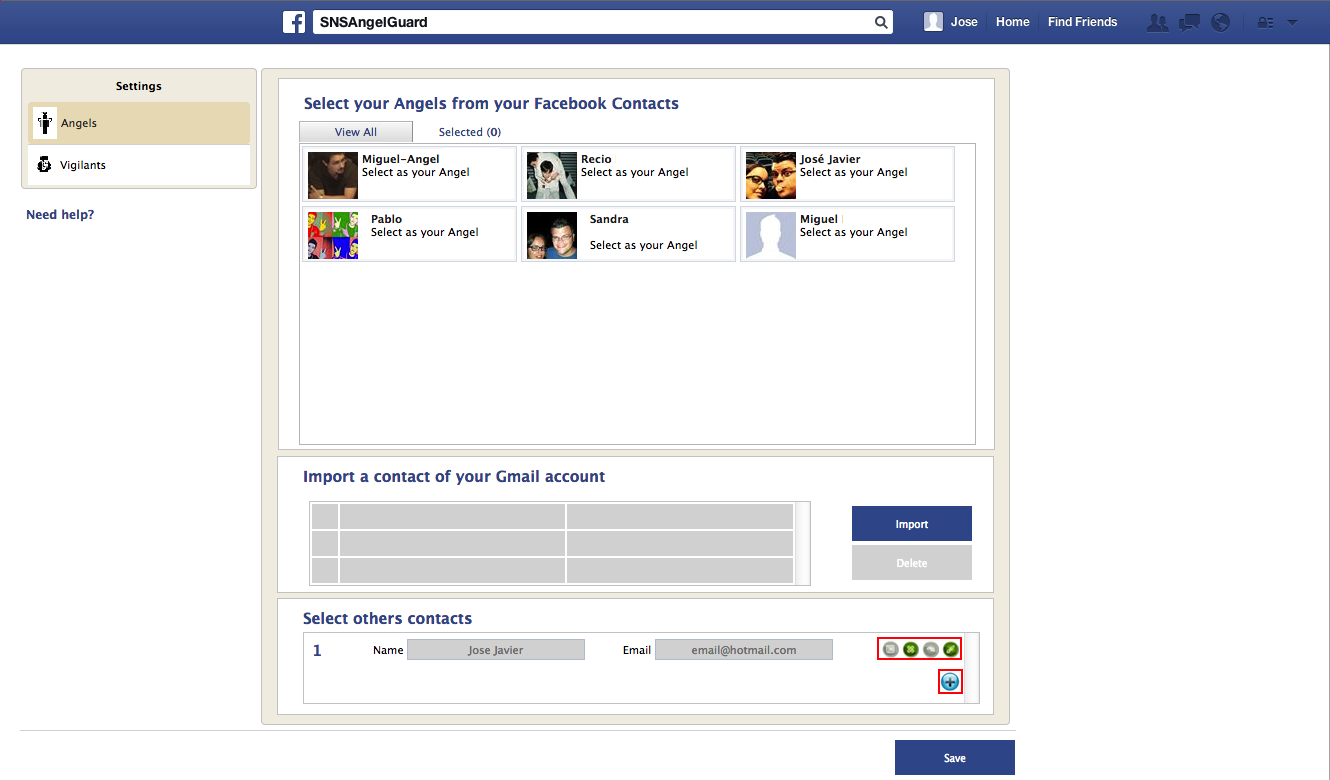 SNSAngelGuard
Jose Home Find Friends
Settings
Angels
Vigilants
Need help?
Select your Angels from your Facebook Contacts
View All Selected (0)
Miguel-Angel
Select as your Angel
Recio
Select as your Angel
José Javier
Select as your Angel
Pablo
Select as your Angel
Sandra
Select as your Angel
Miguel
Select as your Angel
Import a contact of your Gmail account
Import
Delete
Select others contacts
1 Name Jose Javier Email email@hotmail.com
Save